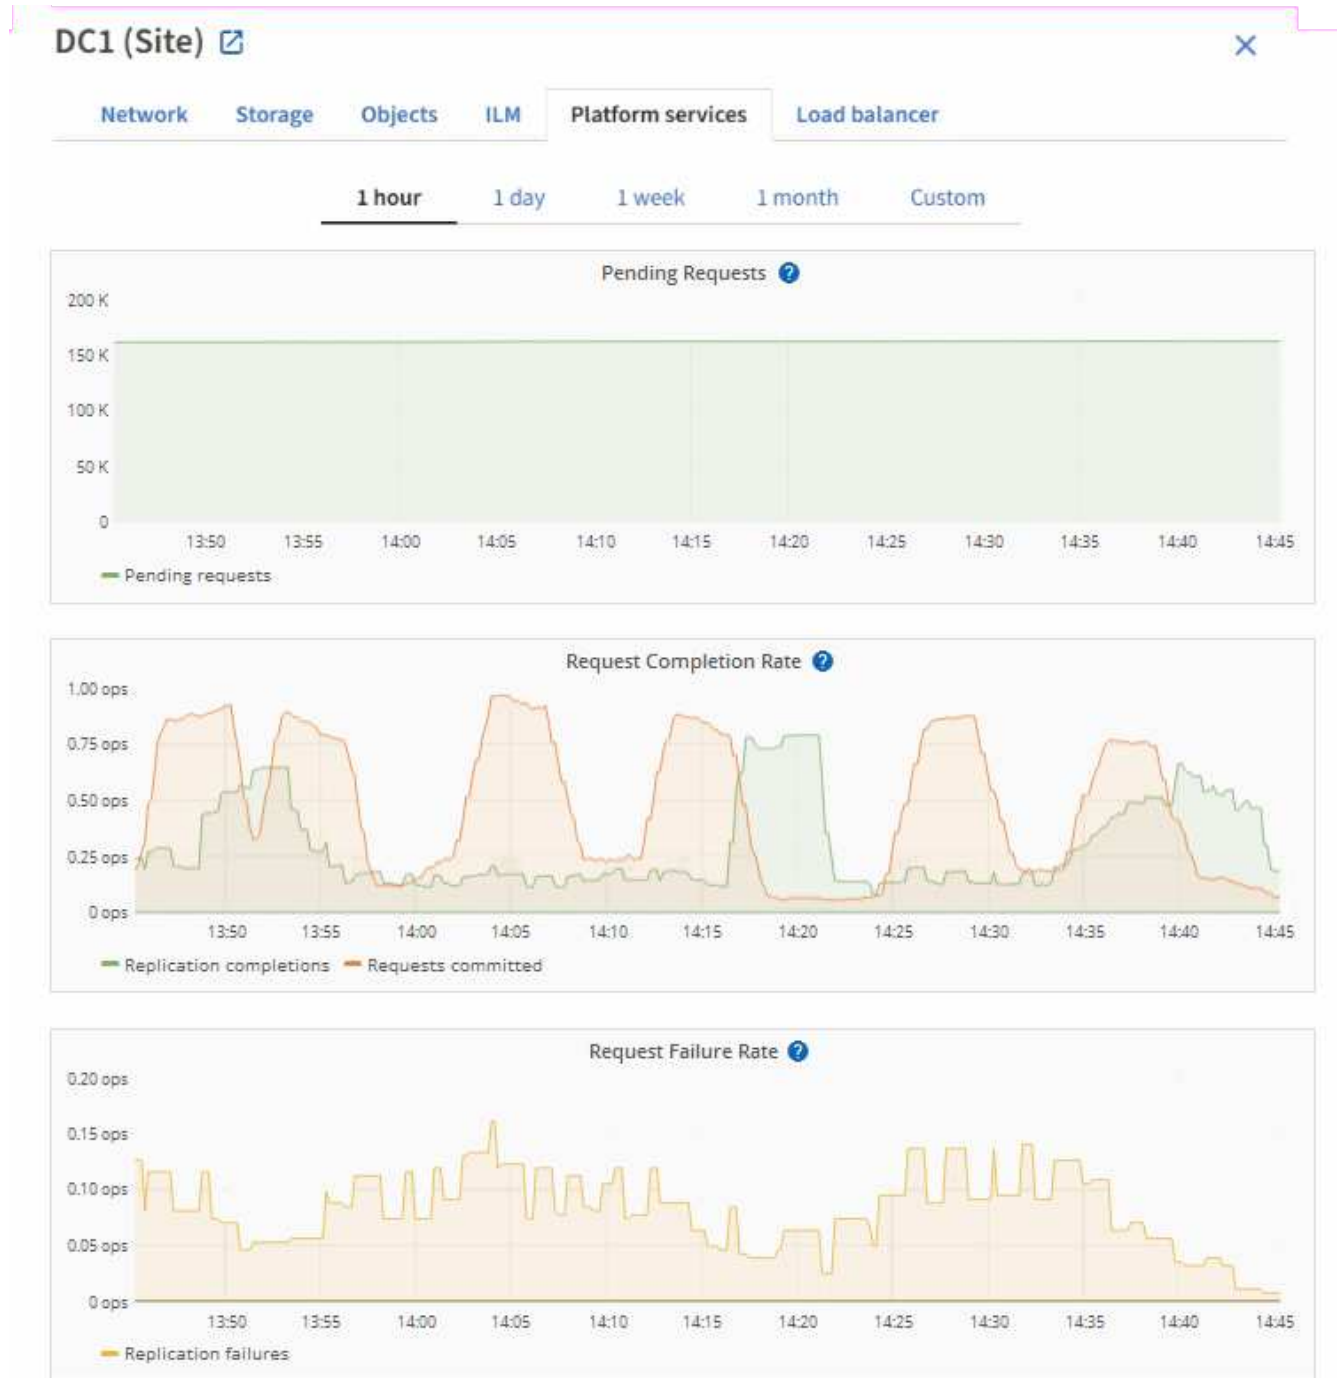 DC1 (Site)
Network Storage Objects ILM Platform services Load balancer
1 hour 1 day 1 week 1 month Custom
Pending Requests
200 K
150 K
100 K
50 K
0
13:50 13:55 14:00 14:05 14:10 14:15 14:20 14:25 14:30 14:35 14:40 14:45
Pending requests
Request Completion Rate
1.00 ops
0.75 ops
0.50 ops
0.25 ops
0 ops
13:50 13:55 14:00 14:05 14:10 14:15 14:20 14:25 14:30 14:35 14:40 14:45
Replication completions Requests committed
Request Failure Rate
0.20 ops
0.15 ops
0.10 ops
0.05 ops
0 ops
13:50 13:55 14:00 14:05 14:10 14:15 14:20 14:25 14:30 14:35 14:40 14:45
Replication failures